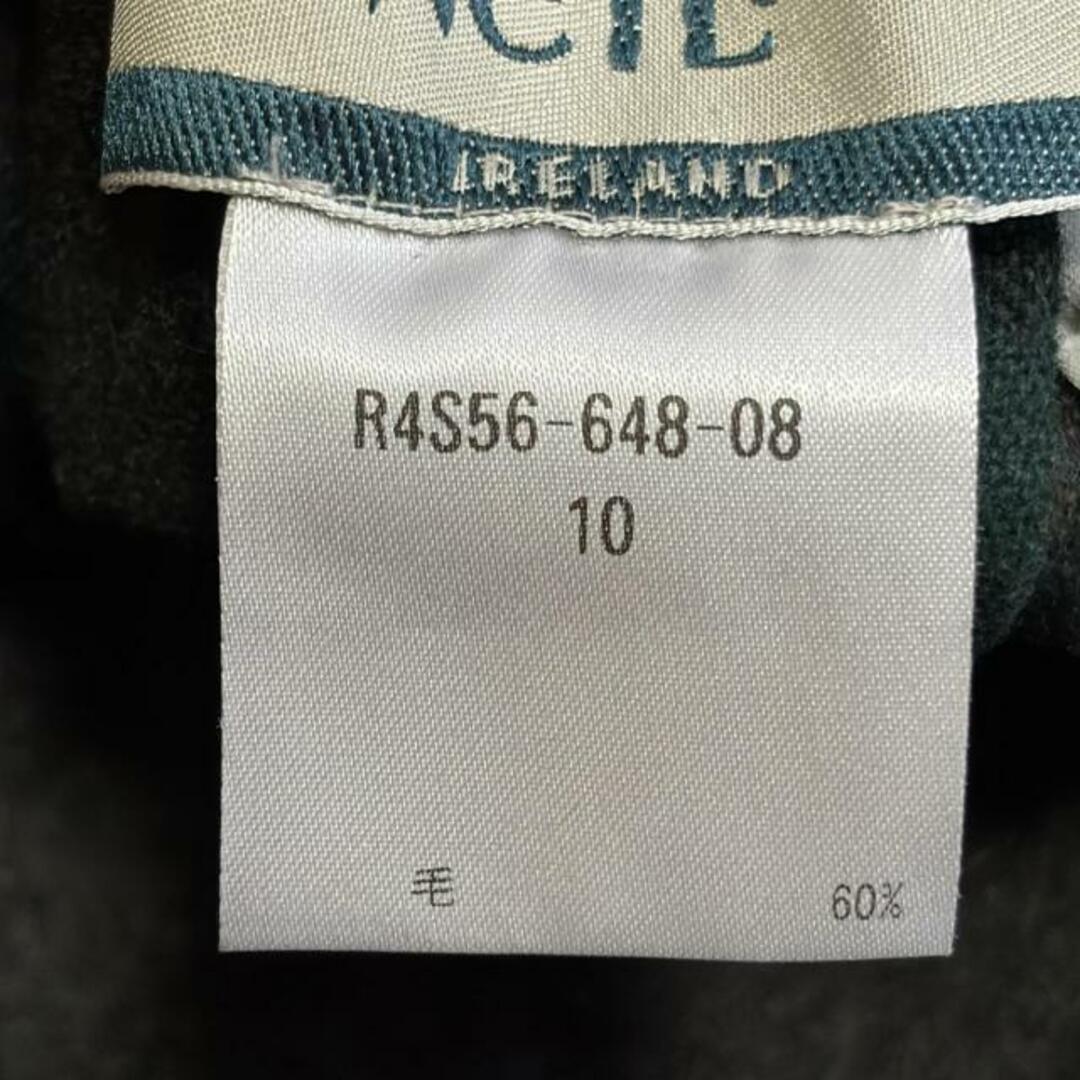 IRELAND
R4S56-648-08
10
毛 60%